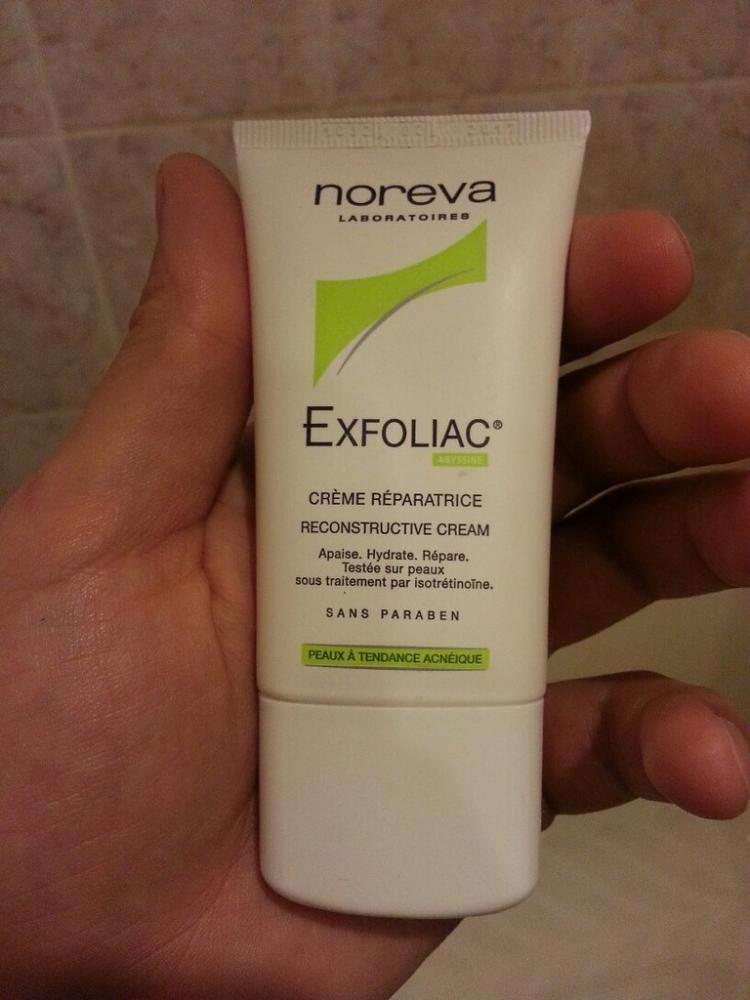 noreva
LABORATOIRES
EXFOLIAC®
ABYSSINE
CRÈME RÉPARATRICE
RECONSTRUCTIVE CREAM
Apaise. Hydrate. Répare.
Testée sur peaux
sous traitement par isotrétinoïne.
SANS PARABEN
PEAUX À TENDANCE ACNÉIQUE